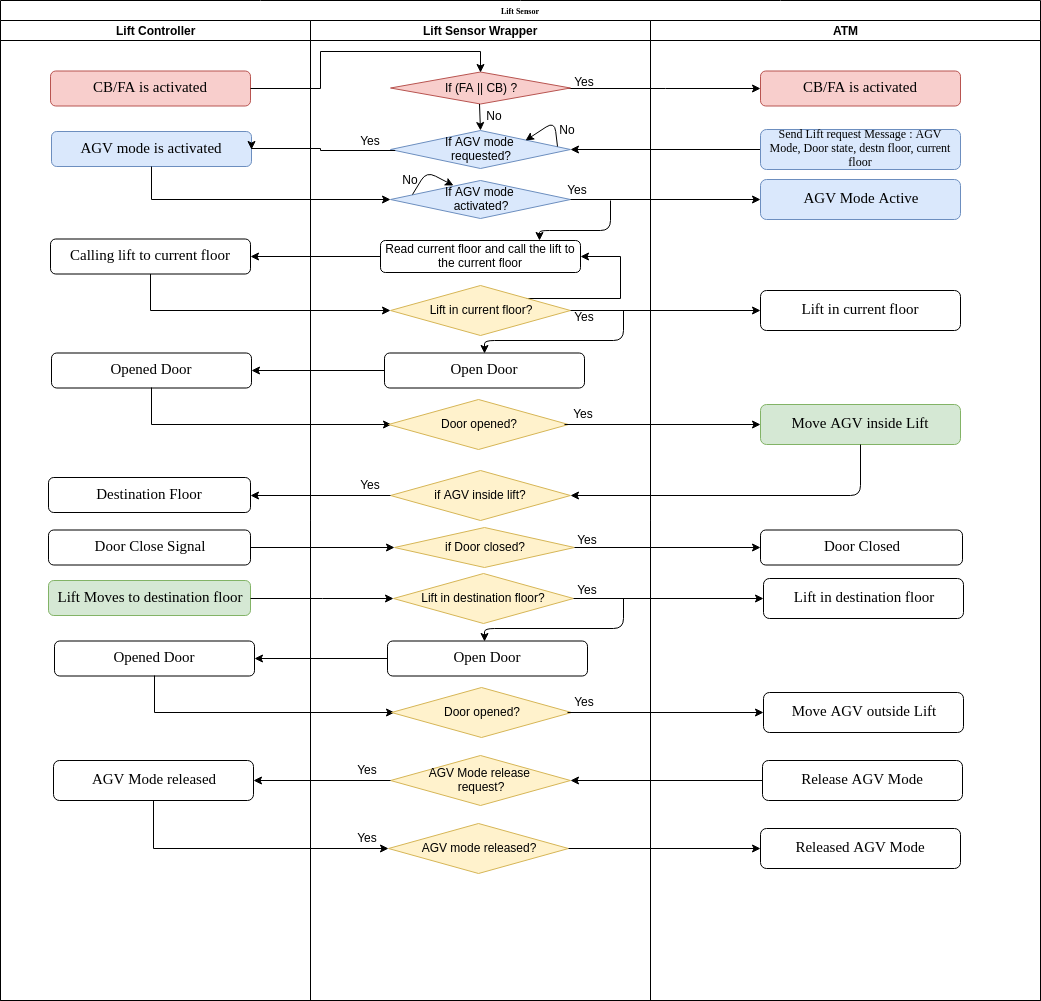 Lift Sensor
Lift Controller
Lift Sensor Wrapper
ATM
CB/FA is activated
If (FA || CB) ?
Yes
CB/FA is activated
No
AGV mode is activated
Yes
If AGV mode
requested?
No
Send Lift request Message : AGV
Mode, Door state, destn floor, current
floor
No
If AGV mode
activated?
Yes
AGV Mode Active
Calling lift to current floor
Read current floor and call the lift to
the current floor
Lift in current floor?
Yes
Lift in current floor
Opened Door
Open Door
Door opened?
Yes
Move AGV inside Lift
Destination Floor
Yes
if AGV inside lift?
Door Close Signal
if Door closed?
Yes
Door Closed
Lift Moves to destination floor
Lift in destination floor?
Yes
Lift in destination floor
Opened Door
Open Door
Door opened?
Yes
Move AGV outside Lift
AGV Mode released
Yes
AGV Mode release
request?
Release AGV Mode
Yes
AGV mode released?
Released AGV Mode